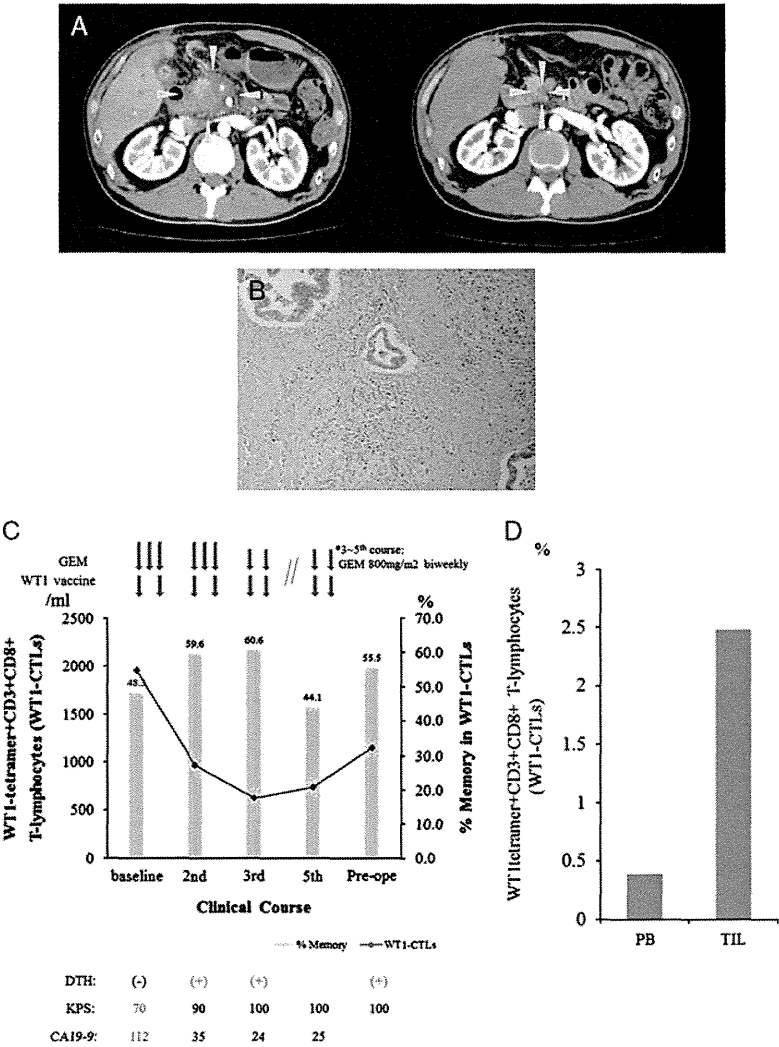 A
B
C
GEM
WT1 vaccine
*3~5th course;
GEM 800mg/m2 biweekly
/ml
%
WT1-tetramer+CD3+CD8+
T-lymphocytes (WT1-CTLs)
2500
2000
1500
1000
500
0
59.6
60.6
44.1
55.5
70.0
60.0
50.0
40.0
30.0
20.0
10.0
0.0
% Memory in WT1-CTLs
baseline 2nd 3rd 5th Pre-ope
Clinical Course
% Memory WT1-CTLs
DTH: (-) (+) (+) (+)
KPS: 70 90 100 100 100
CA19-9: 112 35 24 25
D
%
WT1tetramer+CD3+CD8+ T-lymphocytes
(WT1-CTLs)
3
2.5
2
1.5
1
0.5
0
PB TIL